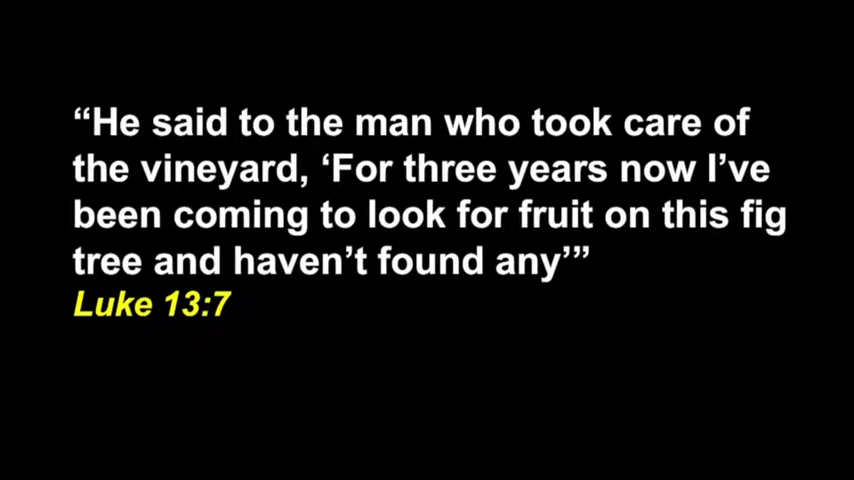 “He said to the man who took care of
the vineyard, ‘For three years now I’ve
been coming to look for fruit on this fig
tree and haven’t found any’”
Luke 13:7